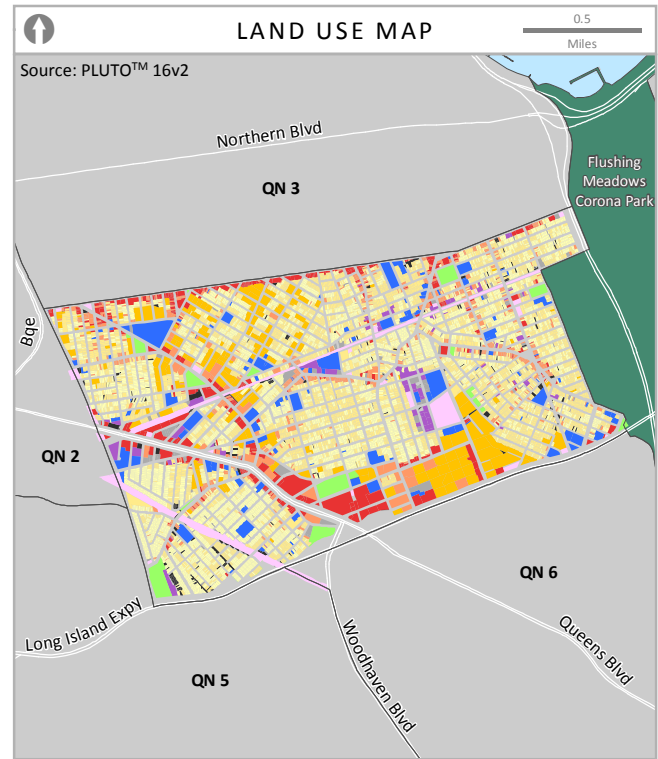 LAND USE MAP
0.5
Miles
Source: PLUTO™ 16v2
Northern Blvd
Flushing
Meadows
Corona Park
QN 3
Bqe
QN 2
QN 6
Long Island Expy
Woodhaven Blvd
Queens Blvd
QN 5